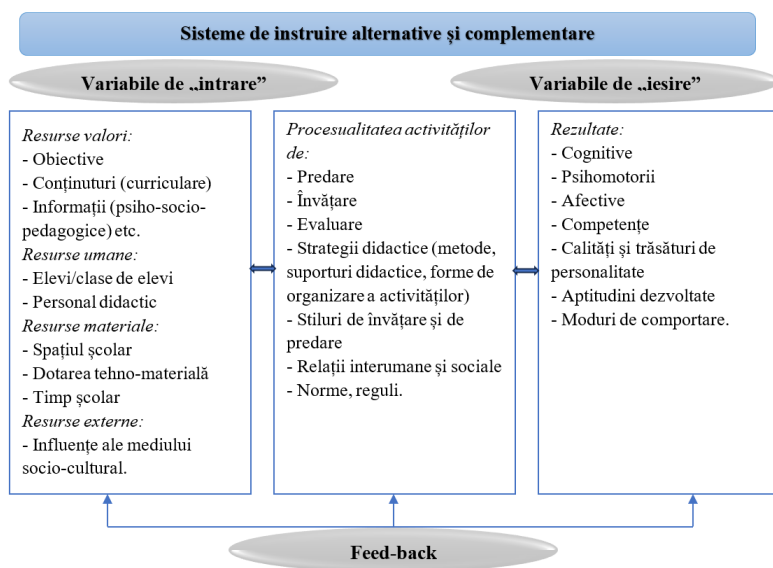 Sisteme de instruire alternative și complementare
Variabile de „intrare”
Variabile de „iesire”
Resurse valori:
- Obiective
- Conținuturi (curriculare)
- Informații (psiho-socio-
pedagogice) etc.
Resurse umane:
- Elevi/clase de elevi
- Personal didactic
Resurse materiale:
- Spațiul școlar
- Dotarea tehno-materială
- Timp școlar
Resurse externe:
- Influențe ale mediului
socio-cultural.
Procesualitatea activităților
de:
- Predare
- Învățare
- Evaluare
- Strategii didactice (metode,
suporturi didactice, forme de
organizare a activităților)
- Stiluri de învățare și de
predare
- Relații interumane și sociale
- Norme, reguli.
Rezultate:
- Cognitive
- Psihomotorii
- Afective
- Competențe
- Calități și trăsături de
personalitate
- Aptitudini dezvoltate
- Moduri de comportare.
Feed-back